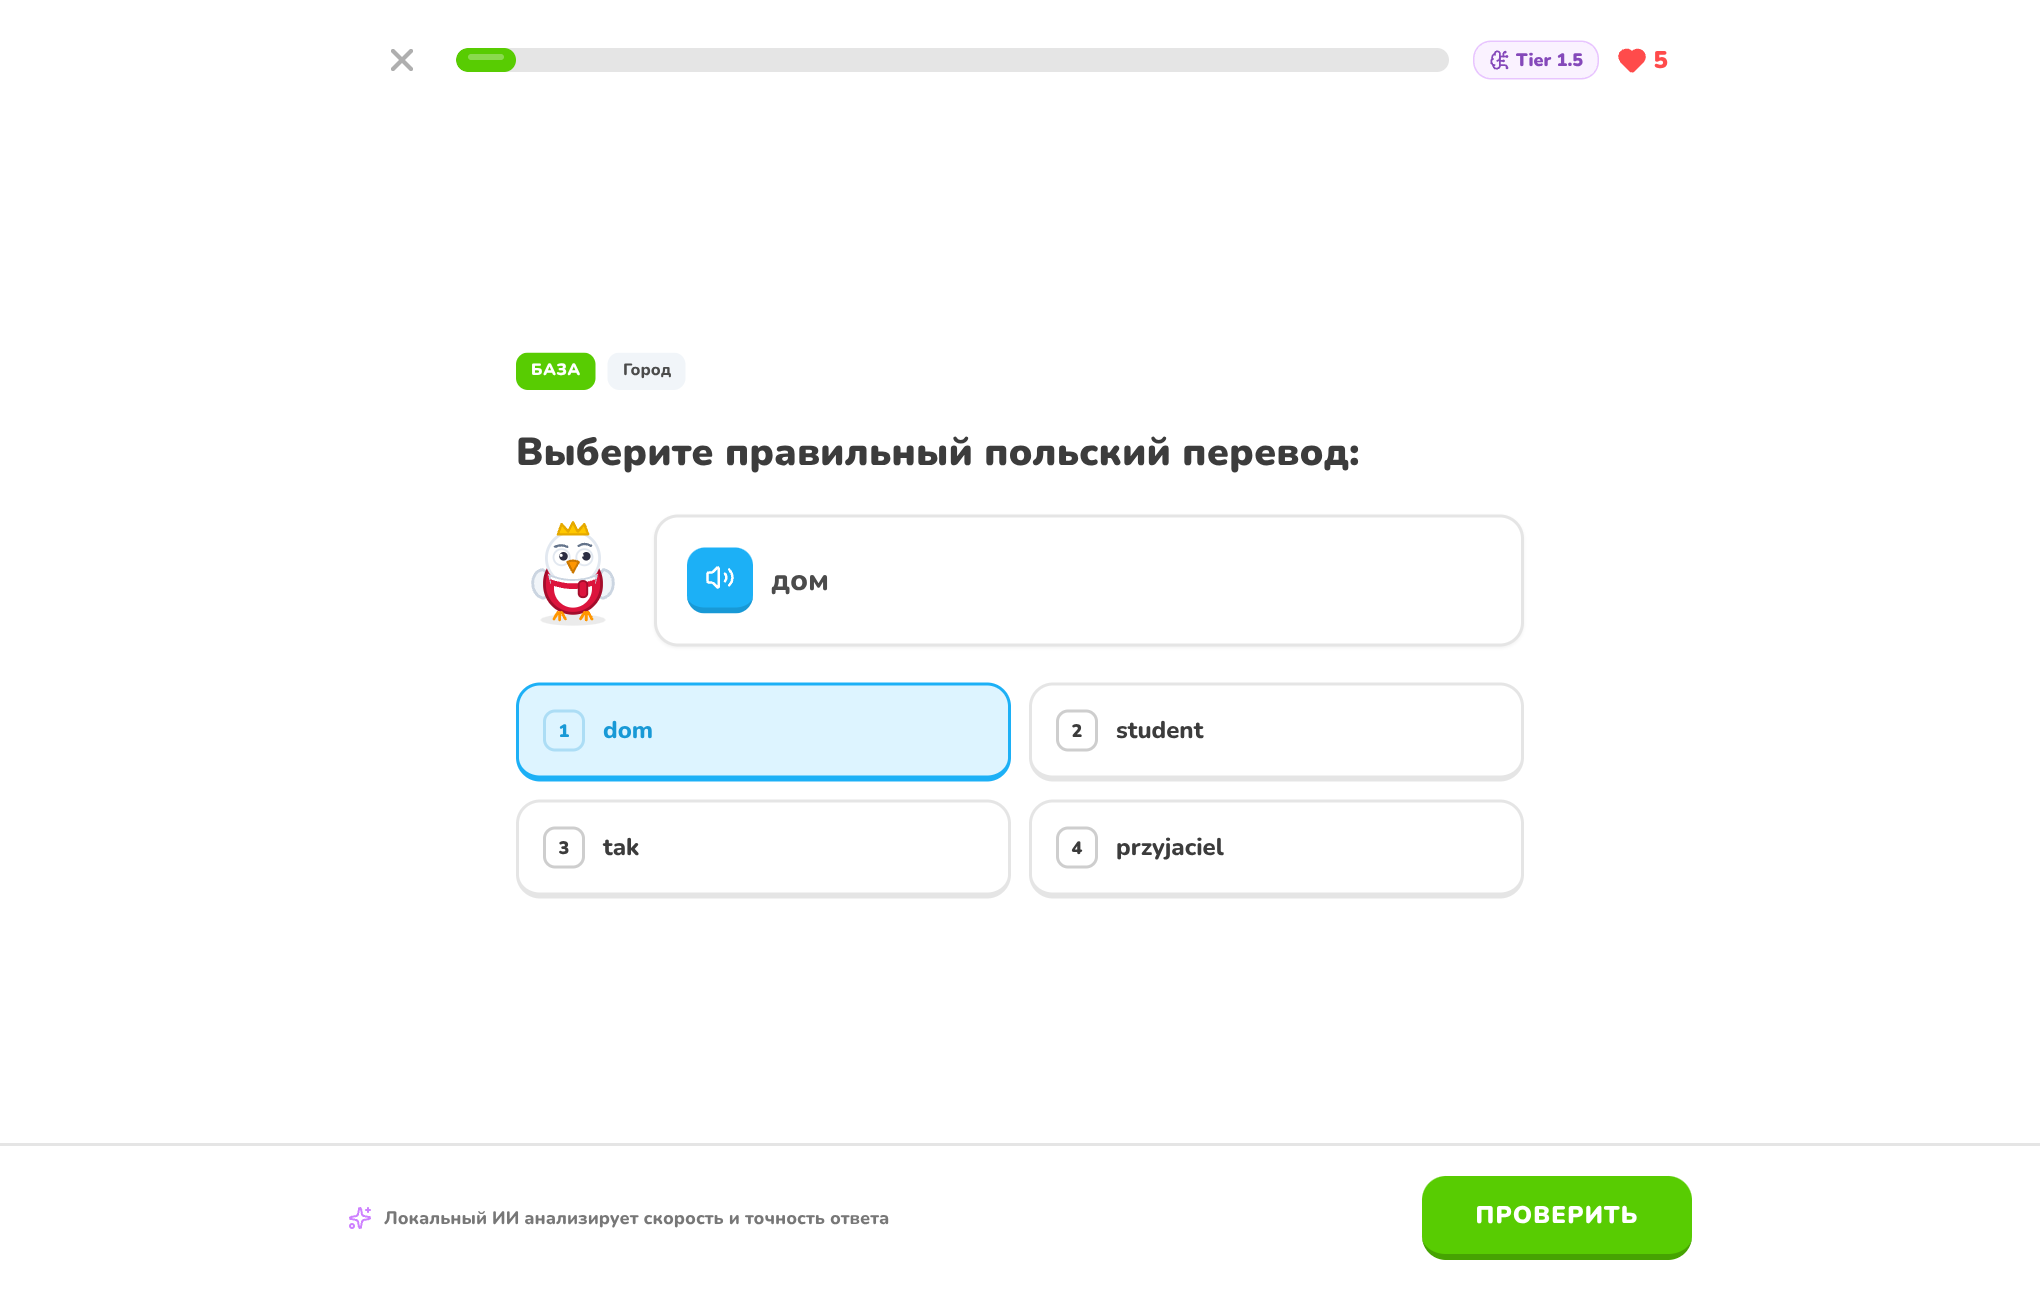 Tier 1.5
5
БАЗА
Город
Выберите правильный польский перевод:
дом
1 dom
2 student
3 tak
4 przyjaciel
Локальный ИИ анализирует скорость и точность ответа
ПРОВЕРИТЬ